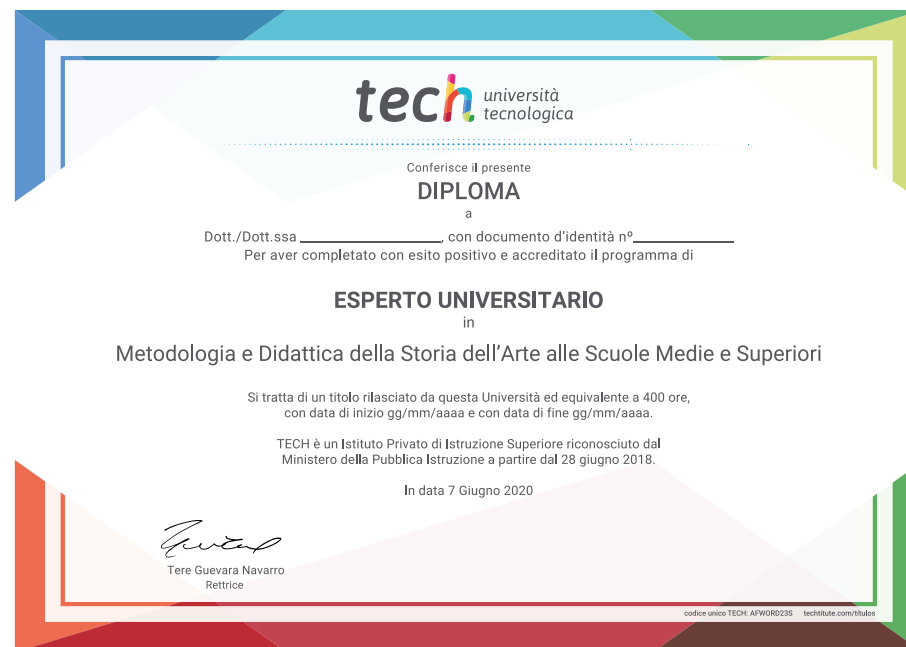 tech università
tecnologica
Conferisce il presente
DIPLOMA
a
Dott./Dott.ssa ____________________, con documento d'identità nº______________
Per aver completato con esito positivo e accreditato il programma di
ESPERTO UNIVERSITARIO
in
Metodologia e Didattica della Storia dell'Arte alle Scuole Medie e Superiori
Si tratta di un titolo rilasciato da questa Università ed equivalente a 400 ore,
con data di inizio gg/mm/aaaa e con data di fine gg/mm/aaaa.
TECH è un Istituto Privato di Istruzione Superiore riconosciuto dal
Ministero della Pubblica Istruzione a partire dal 28 giugno 2018.
In data 7 Giugno 2020
Tere Guevara Navarro
Rettrice
codice unico TECH: AFWORD23S techtitute.com/títulos